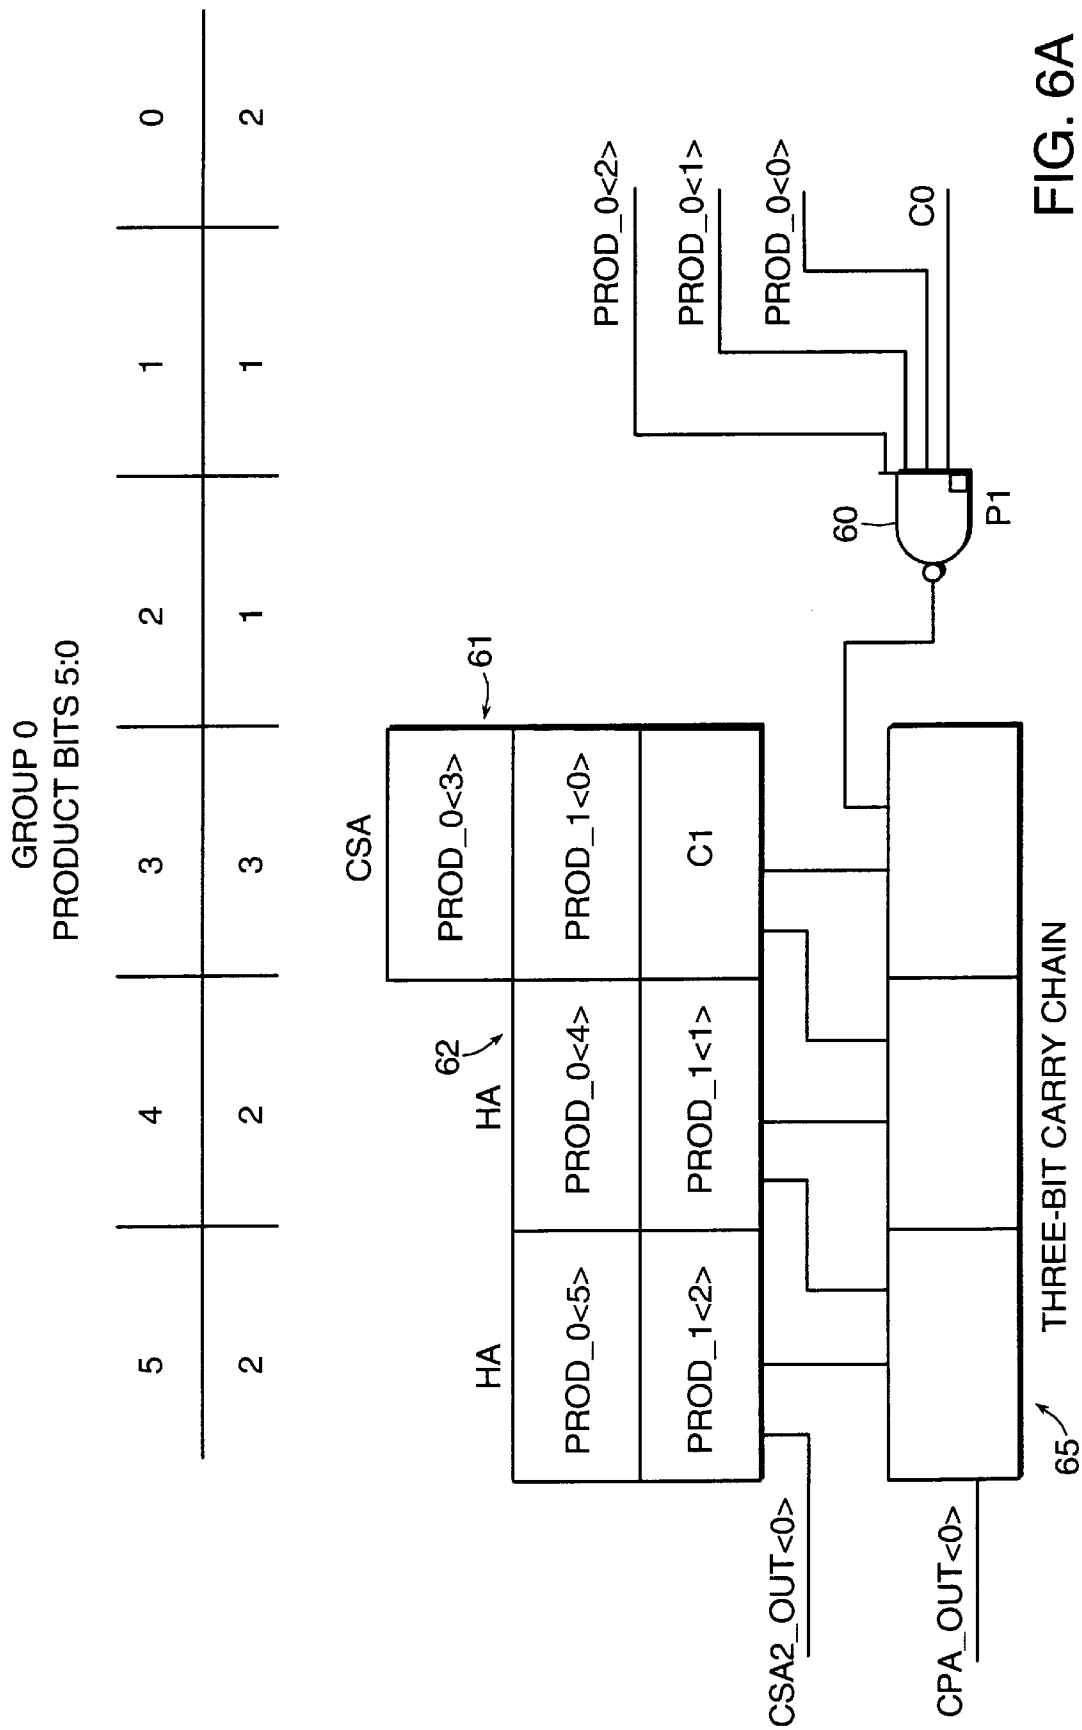 GROUP 0
PRODUCT BITS 5:0
5 4 3 2 1 0
2 2 3 1 1 2
CSA
HA HA
PROD_0<3>
61
62
PROD_0<5> PROD_0<4> PROD_1<0>
PROD_1<2> PROD_1<1> C1
PROD_0<2>
PROD_0<1>
PROD_0<0>
C0
60
P1
CSA2_OUT<0>
CPA_OUT<0>
65
THREE-BIT CARRY CHAIN
FIG. 6A